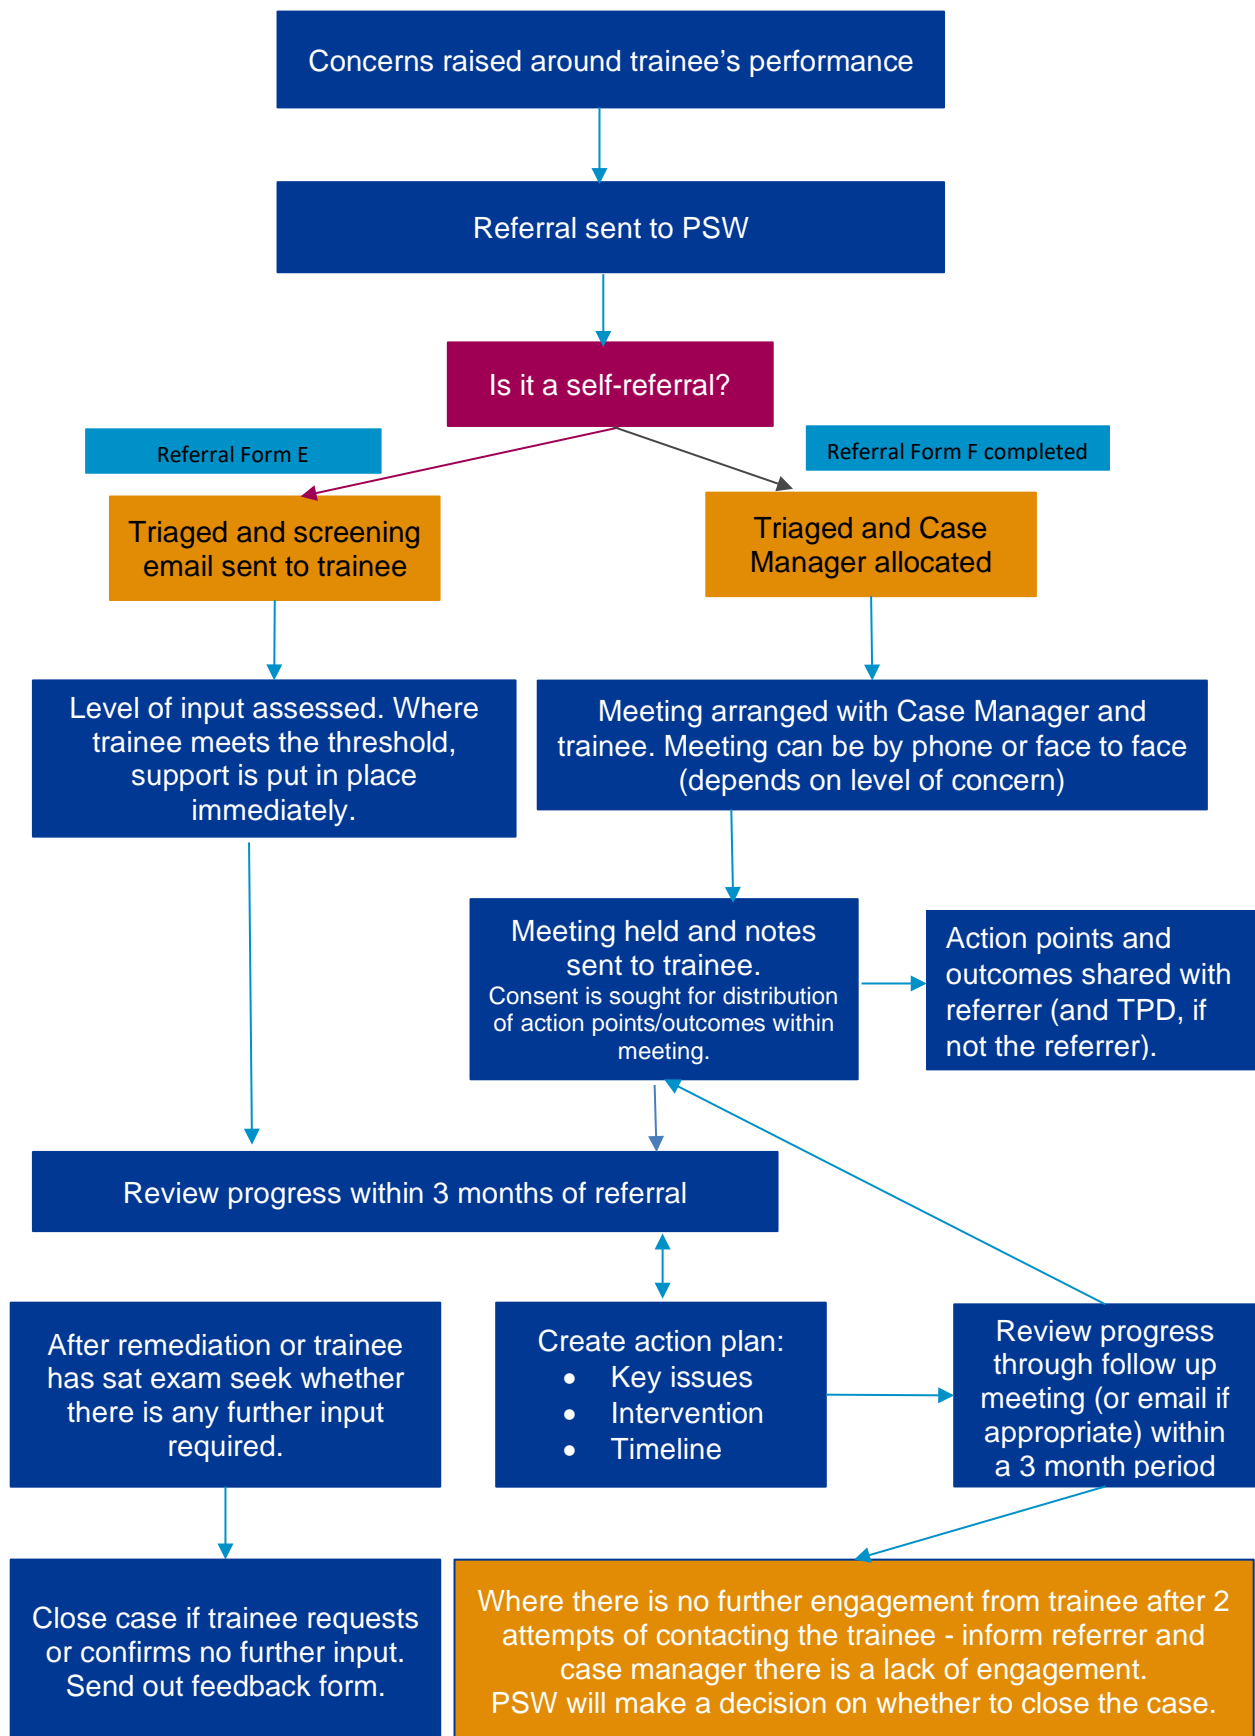 Concerns raised around trainee’s performance
Referral sent to PSW
Is it a self-referral?
Referral Form E
Referral Form F completed
Triaged and screening
email sent to trainee
Triaged and Case
Manager allocated
Level of input assessed. Where
trainee meets the threshold,
support is put in place
immediately.
Meeting arranged with Case Manager and
trainee. Meeting can be by phone or face to face
(depends on level of concern)
Meeting held and notes
sent to trainee.
Consent is sought for distribution
of action points/outcomes within
meeting.
Action points and
outcomes shared with
referrer (and TPD, if
not the referrer).
Review progress within 3 months of referral
After remediation or trainee
has sat exam seek whether
there is any further input
required.
Create action plan:
• Key issues
• Intervention
• Timeline
Review progress
through follow up
meeting (or email if
appropriate) within
a 3 month period
Close case if trainee requests
or confirms no further input.
Send out feedback form.
Where there is no further engagement from trainee after 2
attempts of contacting the trainee - inform referrer and
case manager there is a lack of engagement.
PSW will make a decision on whether to close the case.